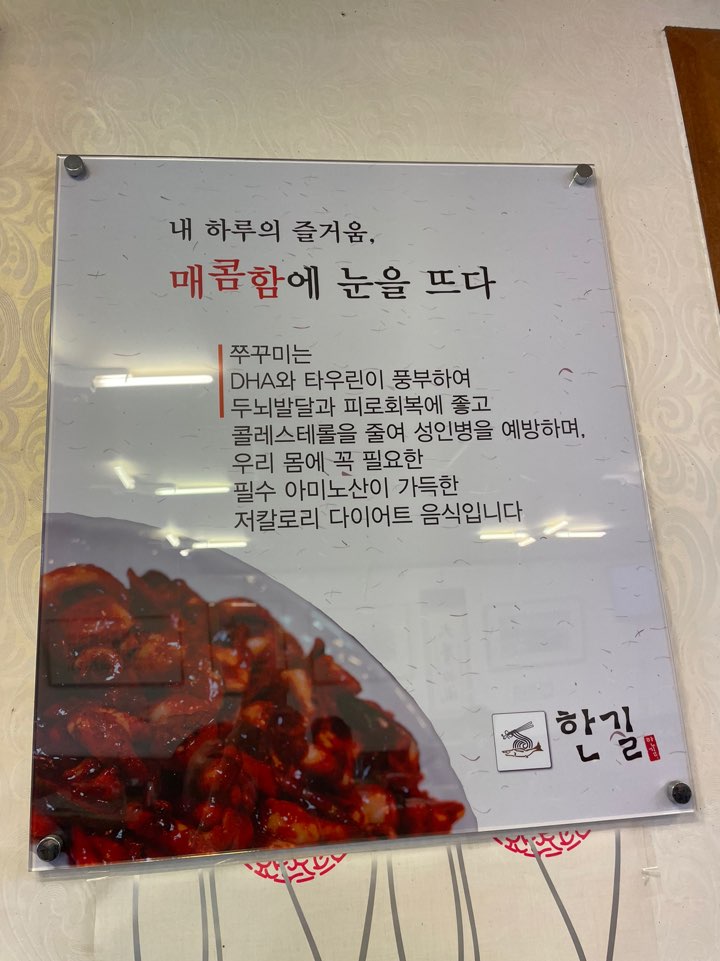 내 하루의 즐거움,
매콤함에 눈을 뜨다
쭈꾸미는
DHA와 타우린이 풍부하여
두뇌발달과 피로회복에 좋고
콜레스테롤을 줄여 성인병을 예방하며,
우리 몸에 꼭 필요한
필수 아미노산이 가득한
저칼로리 다이어트 음식입니다
한길